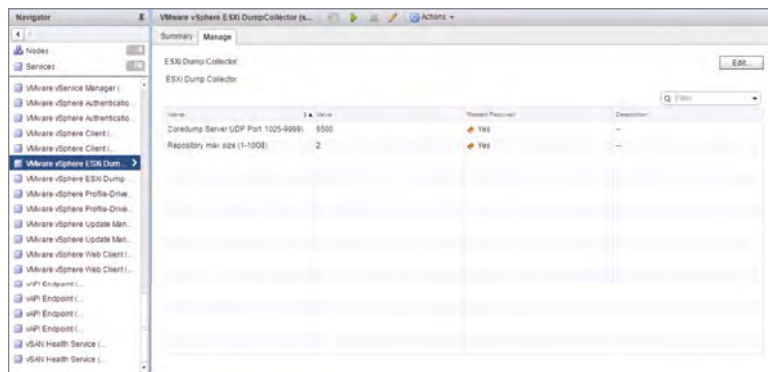 Navigator
VMware vSphere ESXi DumpCollector (s...
Actions
Summary
Manage
Nodes
Services
ESXi Dump Collector
Edit...
ESXi Dump Collector
Filter
Name
Value
Restart Required
Description
Coredump Server UDP Port 1025-9999)
6500
Yes
--
Repository max size (1-10GB)
2
Yes
--
VMware vService Manager (...
VMware vSphere Authenticatio...
VMware vSphere Authenticatio...
VMware vSphere Client (...
VMware vSphere Client (...
VMware vSphere ESXi Dum...
VMware vSphere ESXi Dump ...
VMware vSphere Profile-Drive...
VMware vSphere Profile-Drive...
VMware vSphere Update Man...
VMware vSphere Update Man...
VMware vSphere Web Client (...
VMware vSphere Web Client (...
vAPI Endpoint (...
vAPI Endpoint (...
vAPI Endpoint (...
vAPI Endpoint (...
vSAN Health Service (...
vSAN Health Service (...